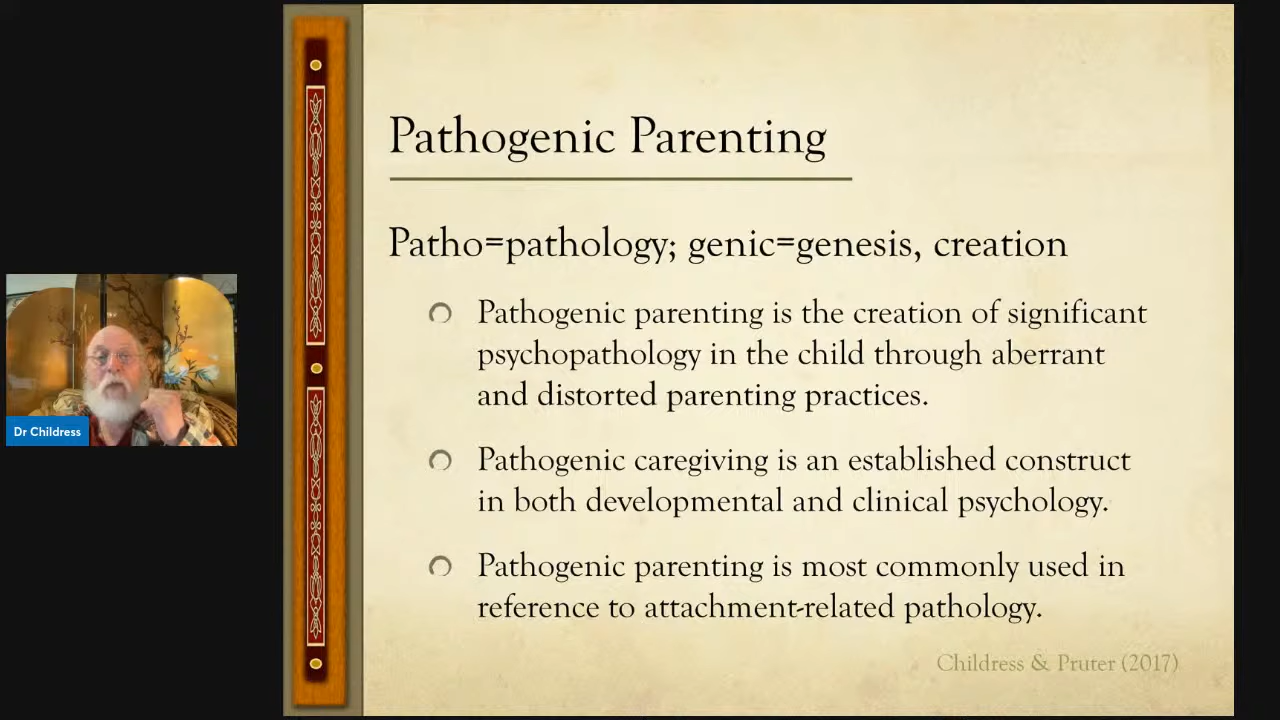 Pathogenic Parenting
Patho=pathology; genic=genesis, creation
Pathogenic parenting is the creation of significant
psychopathology in the child through aberrant
and distorted parenting practices.
Pathogenic caregiving is an established construct
in both developmental and clinical psychology.
Pathogenic parenting is most commonly used in
reference to attachment-related pathology.
Childress & Pruter (2017)
Dr Childress